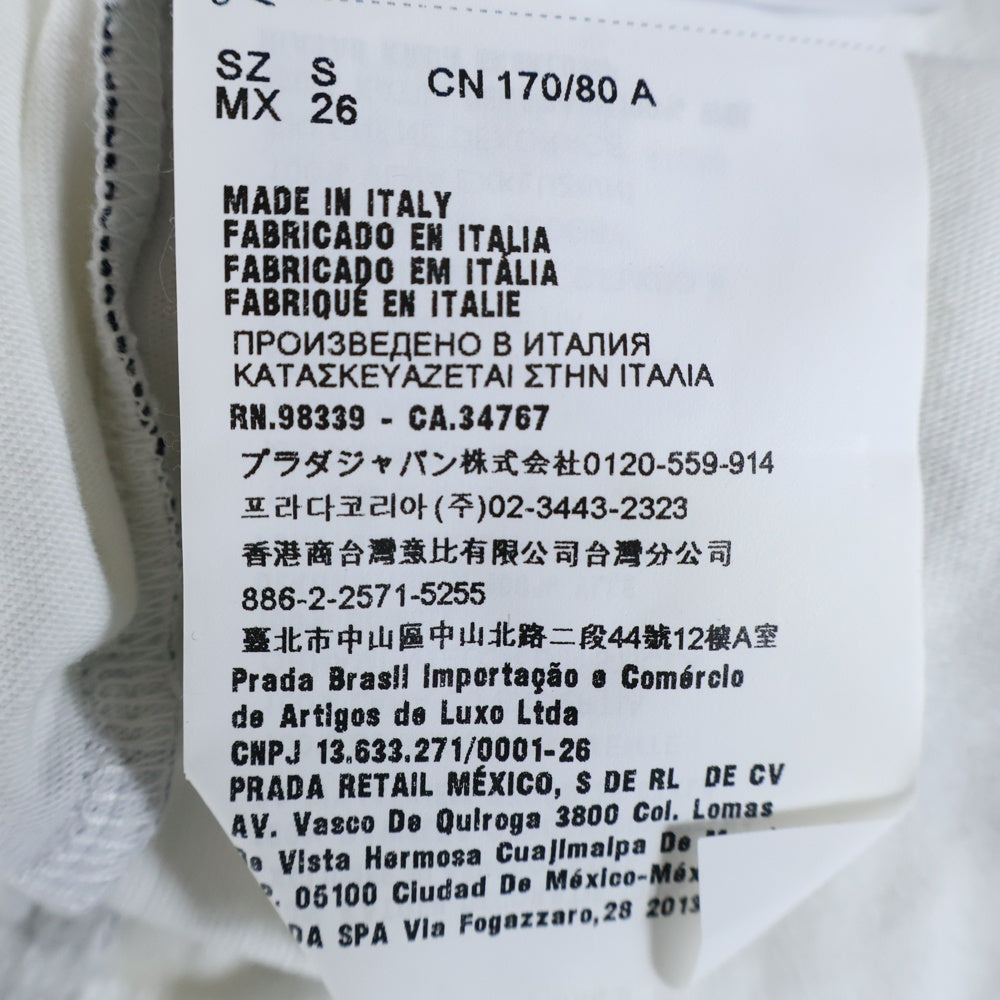 SZ S CN 170/80 A
MX 26
MADE IN ITALY
FABRICADO EN ITALIA
FABRICADO EM ITÁLIA
FABRIQUÉ EN ITALIE
ПРОИЗВЕДЕНО В ИТАЛИЯ
ΚΑΤΑΣΚΕΥΑΖΕΤΑΙ ΣΤΗΝ ΙΤΑΛΙΑ
RN.98339 - CA.34767
プラダジャパン株式会社0120-559-914
프라다코리아(주)02-3443-2323
香港商台灣意比有限公司台灣分公司
886-2-2571-5255
臺北市中山區中山北路二段44號12樓A室
Prada Brasil Importação e Comércio
de Artigos de Luxo Ltda
CNPJ 13.633.271/0001-26
PRADA RETAIL MÉXICO, S DE RL DE CV
AV. Vasco De Quiroga 3800 Col. Lomas
De Vista Hermosa Cuajimalpa De
05100 Ciudad De México-Méx
DA SPA Via Fogazzaro,28 2013